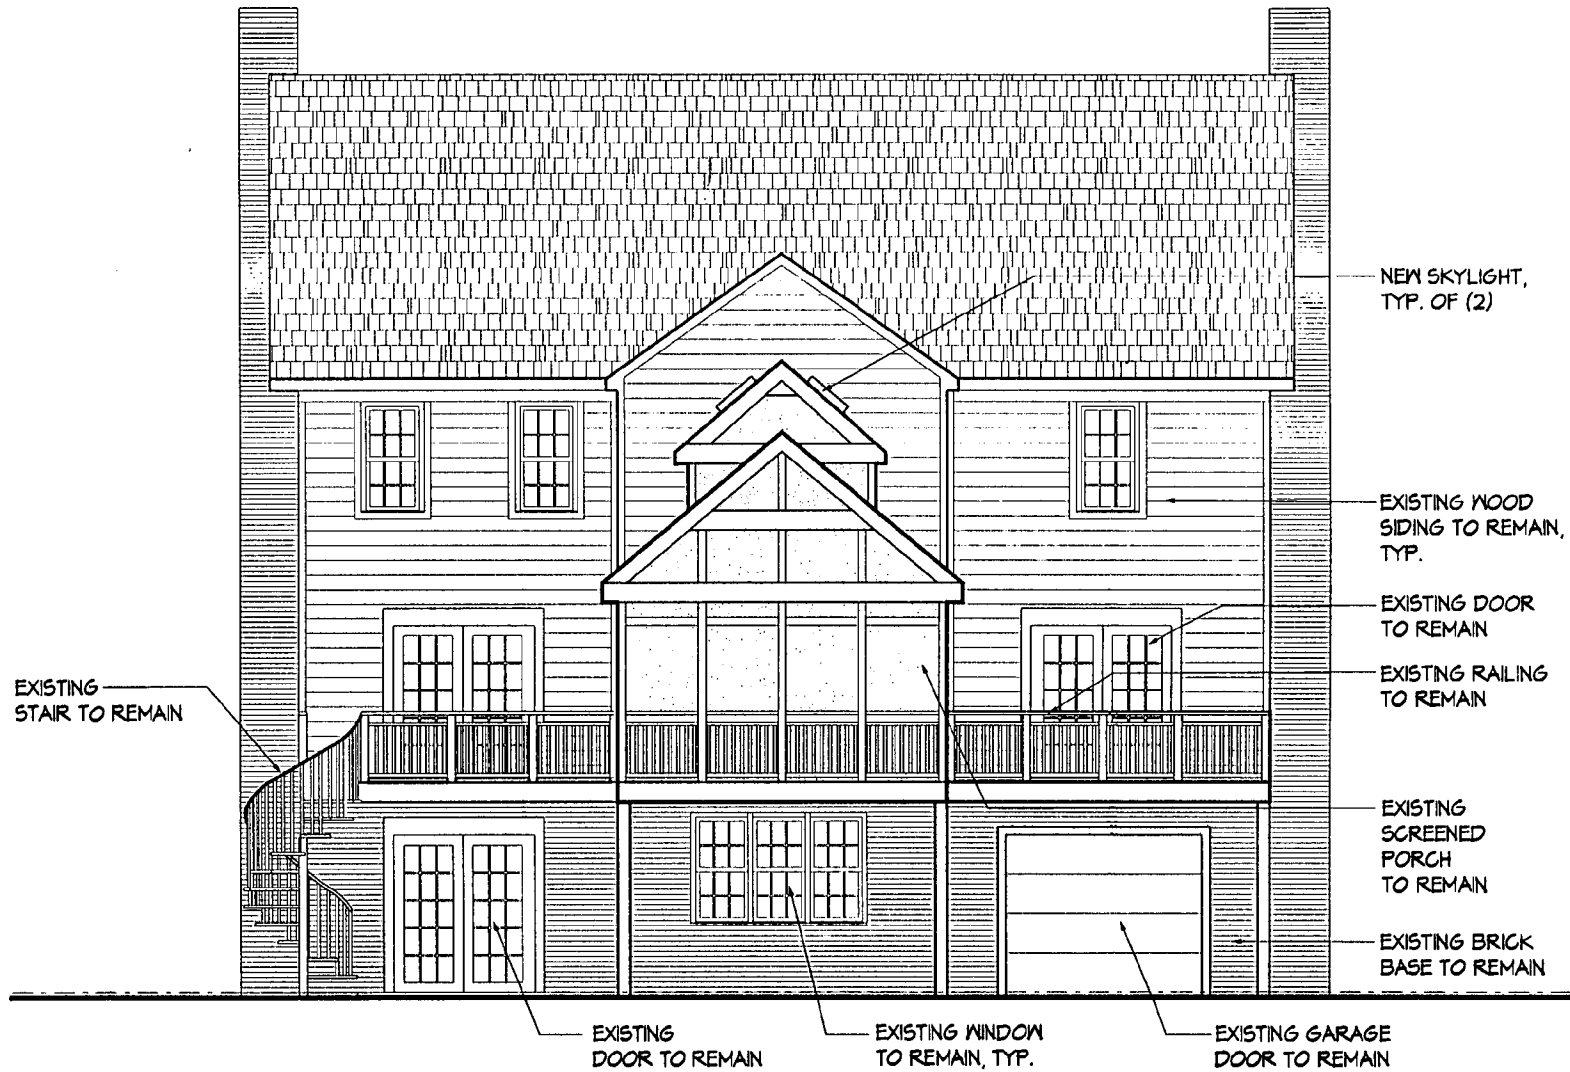 NEW SKYLIGHT,
TYP. OF (2)
EXISTING WOOD
SIDING TO REMAIN,
TYP.
EXISTING DOOR
TO REMAIN
EXISTING RAILING
TO REMAIN
EXISTING
STAIR TO REMAIN
EXISTING
SCREENED
PORCH
TO REMAIN
EXISTING BRICK
BASE TO REMAIN
EXISTING
DOOR TO REMAIN
EXISTING WINDOW
TO REMAIN, TYP.
EXISTING GARAGE
DOOR TO REMAIN